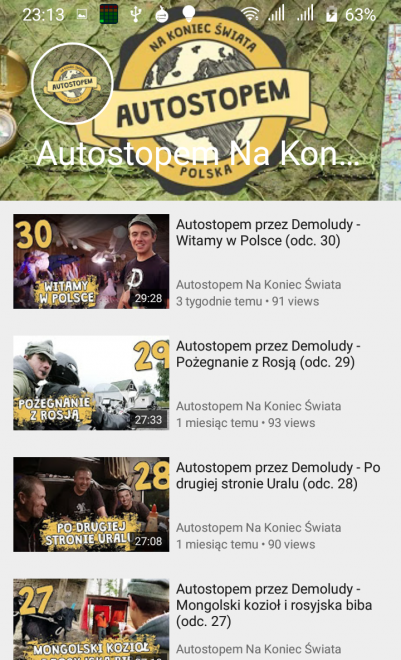 23:13
63%
NA KONIEC ŚWIATA
AUTOSTOPEM
POLSKA
Autostopem Na Kon...
30
WITAMY
W POLSCE
29:28
Autostopem przez Demoludy -
Witamy w Polsce (odc. 30)
Autostopem Na Koniec Świata
3 tygodnie temu • 91 views
29
POŻEGNANIE
Z ROSJĄ
27:33
Autostopem przez Demoludy -
Pożegnanie z Rosją (odc. 29)
Autostopem Na Koniec Świata
1 miesiąc temu • 93 views
28
PO DRUGIEJ
STRONIE URALU
27:08
Autostopem przez Demoludy - Po
drugiej stronie Uralu (odc. 28)
Autostopem Na Koniec Świata
1 miesiąc temu • 90 views
27
MONGOLSKI KOZIOŁ
Autostopem przez Demoludy -
Mongolski kozioł i rosyjska biba
(odc. 27)
Autostopem Na Koniec Świata